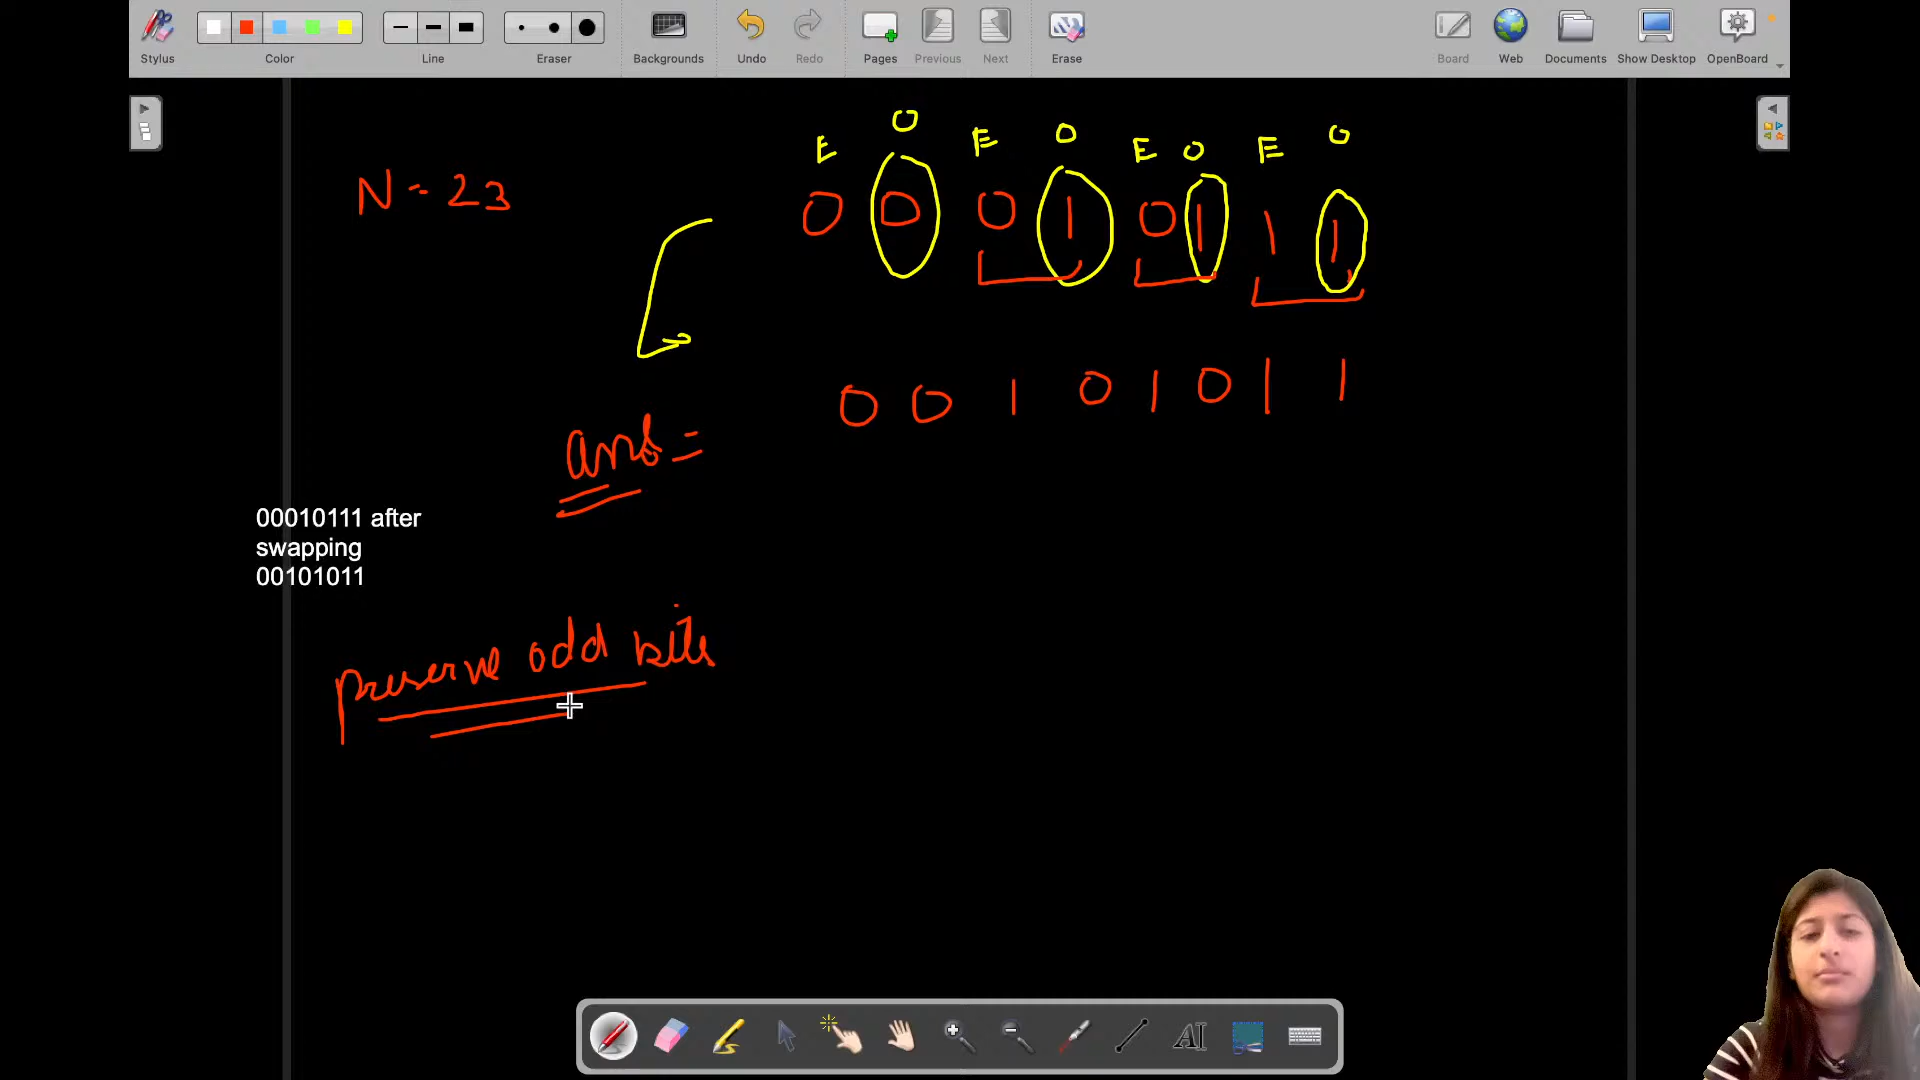 Stylus Color Line Eraser Backgrounds Undo Redo Pages Previous Next Erase Board Web Documents Show Desktop OpenBoard
E O E O E O E O
N = 23
0 0 0 1 0 1 1 1
0 0 1 0 1 0 1 1
ans =
00010111 after
swapping
00101011
preserve odd bits
AI